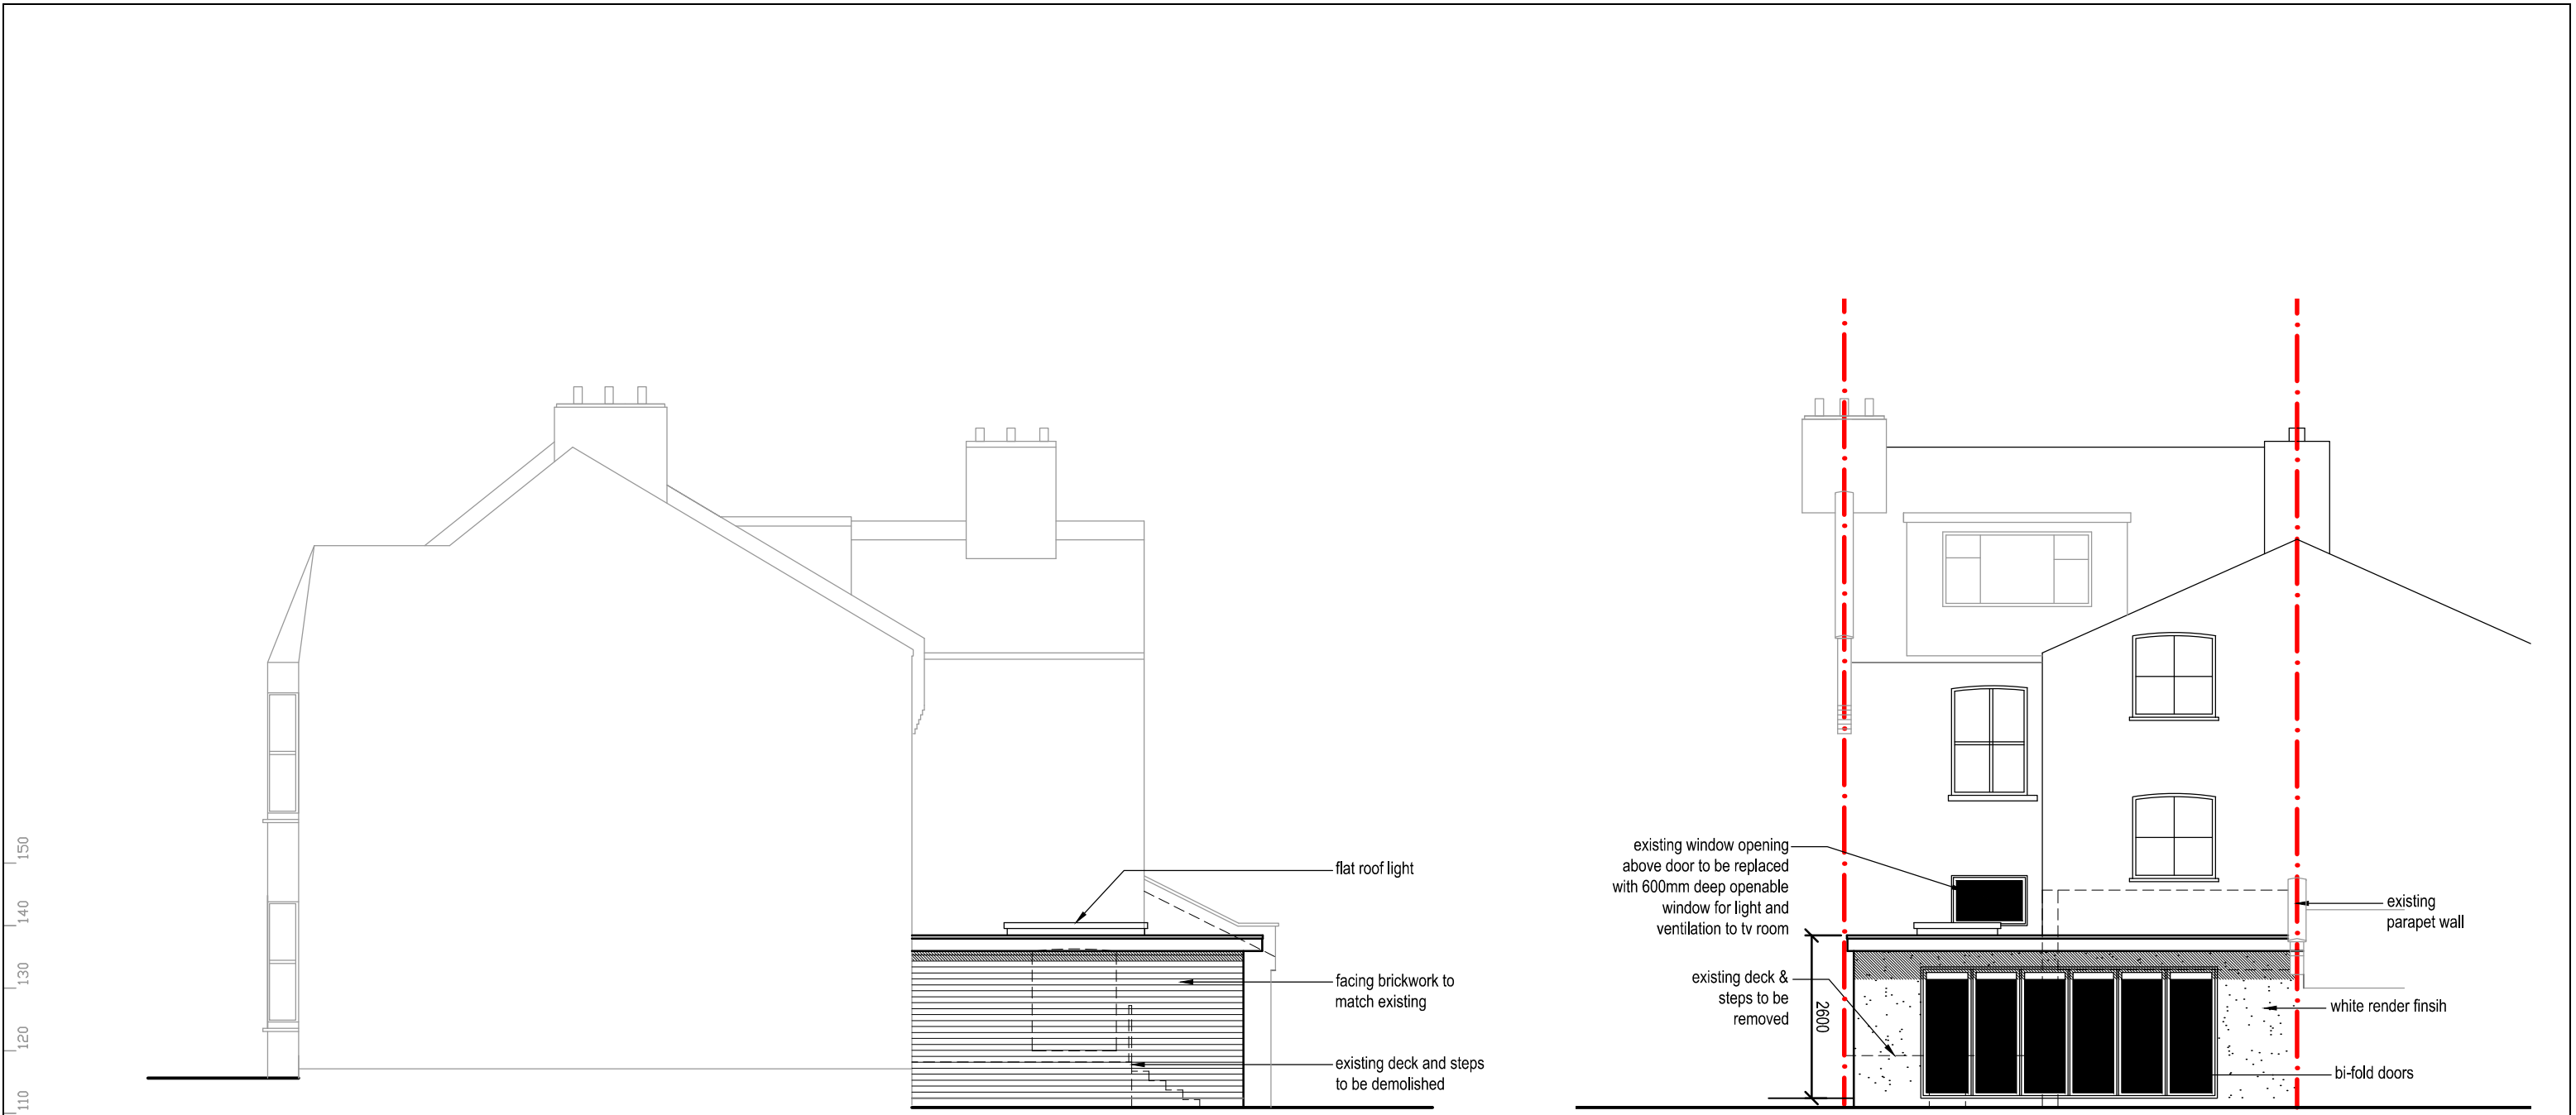 150
140
130
120
110
flat roof light
facing brickwork to
match existing
existing deck and steps
to be demolished
existing window opening
above door to be replaced
with 600mm deep openable
window for light and
ventilation to tv room
existing deck &
steps to be
removed
2600
existing
parapet wall
white render finsih
bi-fold doors